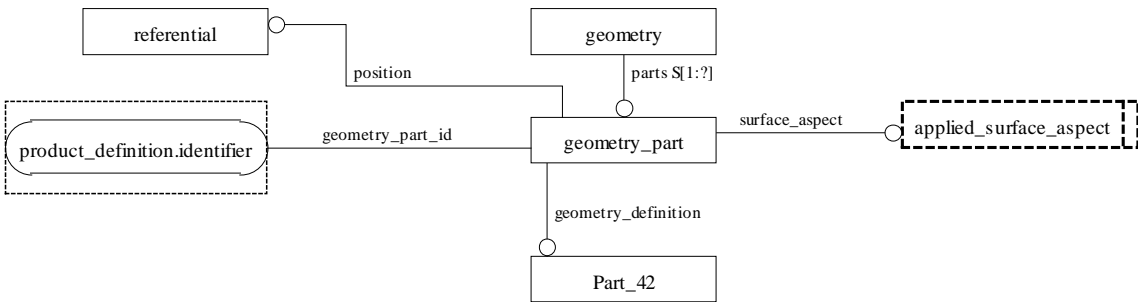 referential
geometry
position
parts S[1:?]
surface_aspect
applied_surface_aspect
geometry_part_id
product_definition.identifier
geometry_part
geometry_definition
Part_42